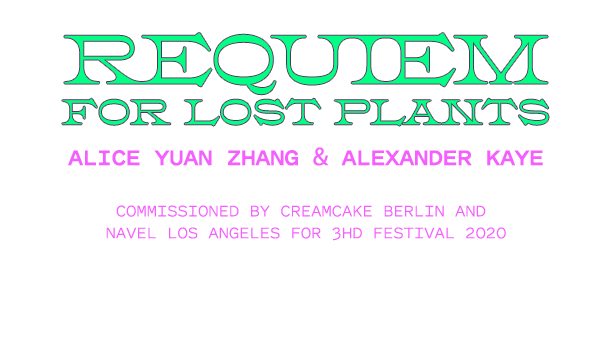 REQUIEM
FOR LOST PLANTS
ALICE YUAN ZHANG & ALEXANDER KAYE
COMMISSIONED BY CREAMCAKE BERLIN AND
NAVEL LOS ANGELES FOR 3HD FESTIVAL 2020